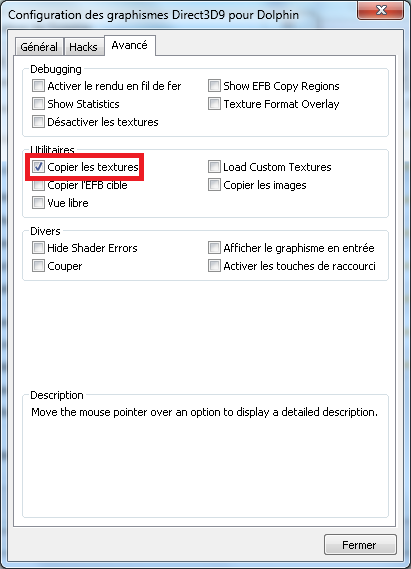 Configuration des graphismes Direct3D9 pour Dolphin
Général Hacks Avancé
Debugging
Activer le rendu en fil de fer Show EFB Copy Regions
Show Statistics Texture Format Overlay
Désactiver les textures
Utilitaires
Copier les textures Load Custom Textures
Copier l'EFB cible Copier les images
Vue libre
Divers
Hide Shader Errors Afficher le graphisme en entrée
Couper Activer les touches de raccourci
Description
Move the mouse pointer over an option to display a detailed description.
Fermer